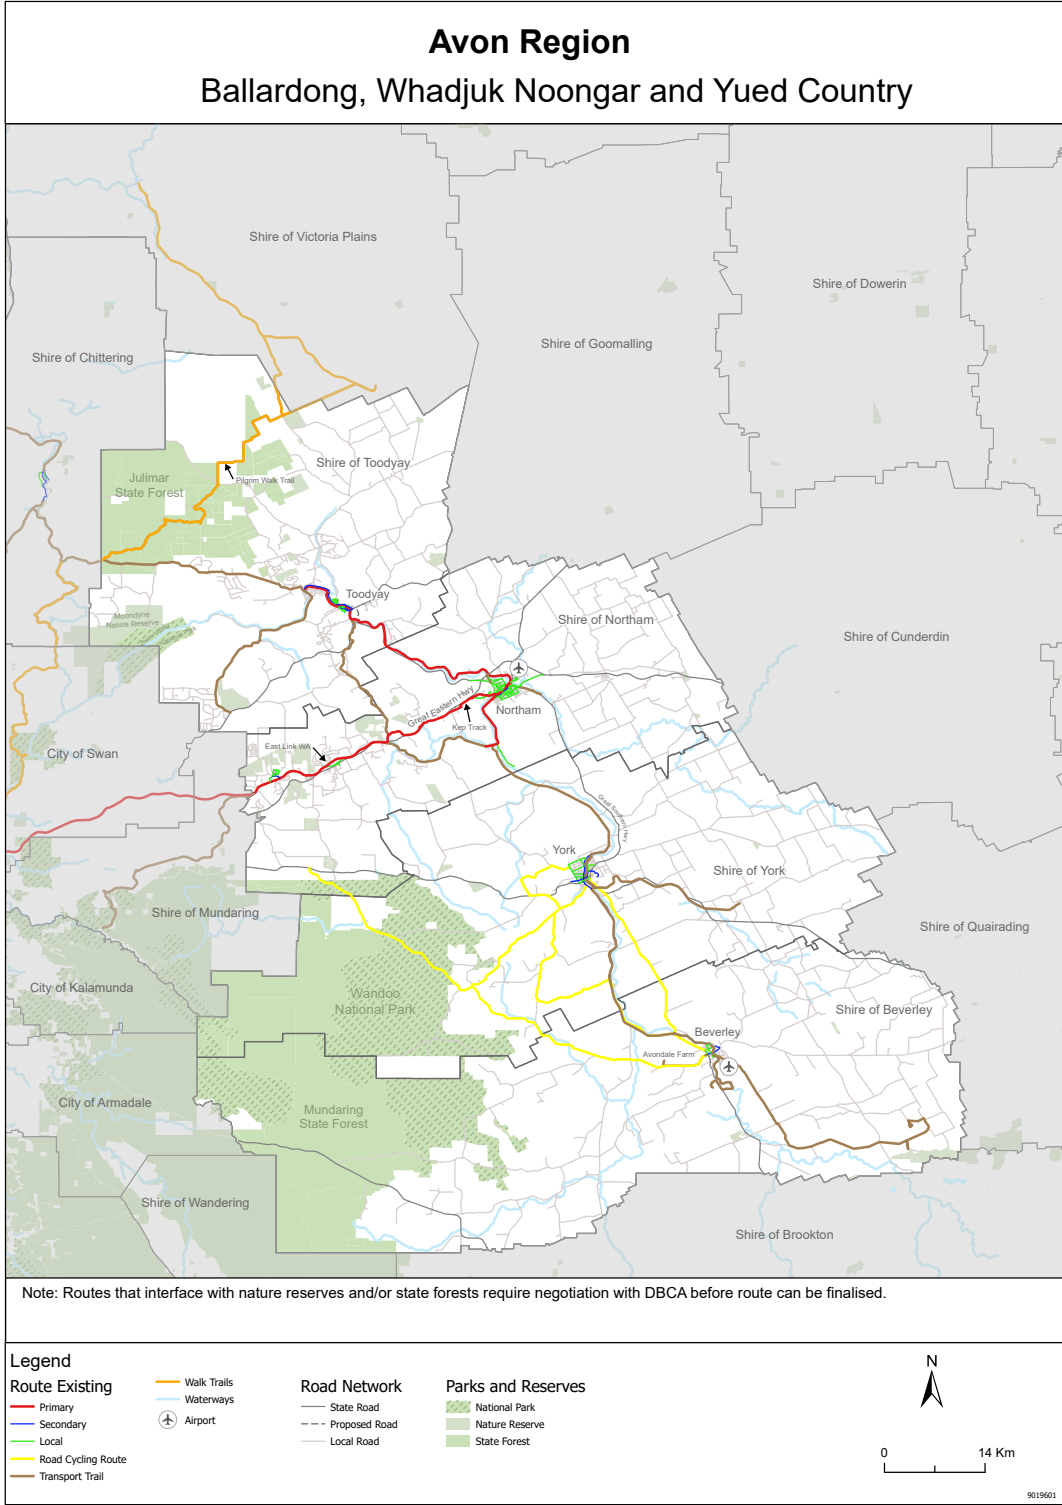 Avon Region
Ballardong, Whadjuk Noongar and Yued Country
Shire of Victoria Plains
Shire of Dowerin
Shire of Goomalling
Shire of Chittering
Shire of Toodyay
Julimar
State Forest
Pilgrim Walk Trail
Toodyay
Moondyne
Nature Reserve
Shire of Northam
Shire of Cunderdin
Great Eastern Hwy
Northam
Kep Track
East Link WA
City of Swan
Great Southern Hwy
York
Shire of York
Shire of Mundaring
Shire of Quairading
City of Kalamunda
Wandoo
National Park
Shire of Beverley
Beverley
Avondale Farm
City of Armadale
Mundaring
State Forest
Shire of Wandering
Shire of Brookton
Note: Routes that interface with nature reserves and/or state forests require negotiation with DBCA before route can be finalised.
Legend
Route Existing
Primary
Secondary
Local
Road Cycling Route
Transport Trail
Walk Trails
Waterways
Airport
Road Network
State Road
Proposed Road
Local Road
Parks and Reserves
National Park
Nature Reserve
State Forest
N
0 14 Km
9019601